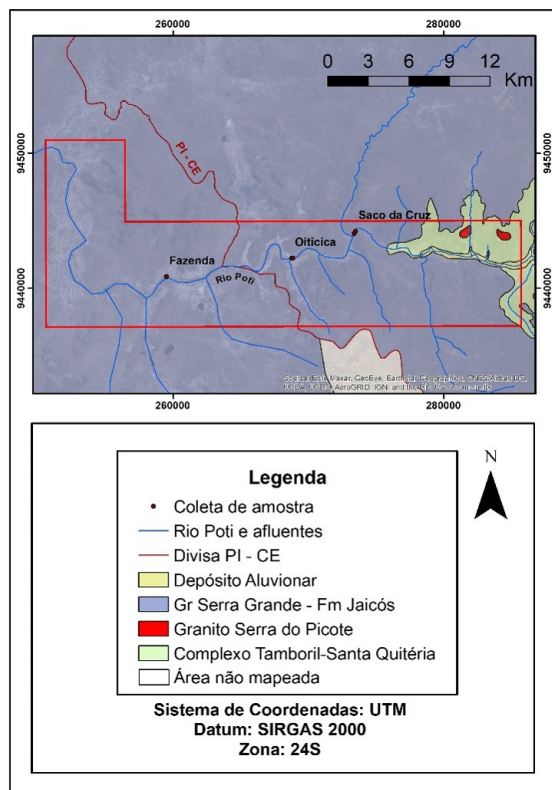 260000
280000
0 3 6 9 12
Km
9450000
9450000
PI - CE
Saco da Cruz
Oiticica
Fazenda
Rio Poti
9440000
9440000
260000
280000
Legenda
N
Coleta de amostra
Rio Poti e afluentes
Divisa PI - CE
Depósito Aluvionar
Gr Serra Grande - Fm Jaicós
Granito Serra do Picote
Complexo Tamboril-Santa Quitéria
Área não mapeada
Sistema de Coordenadas: UTM
Datum: SIRGAS 2000
Zona: 24S